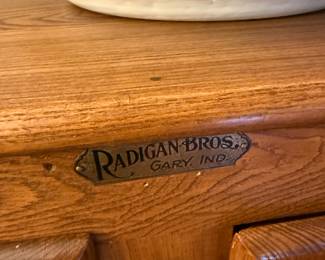 RADIGAN BROS.
GARY, IND.